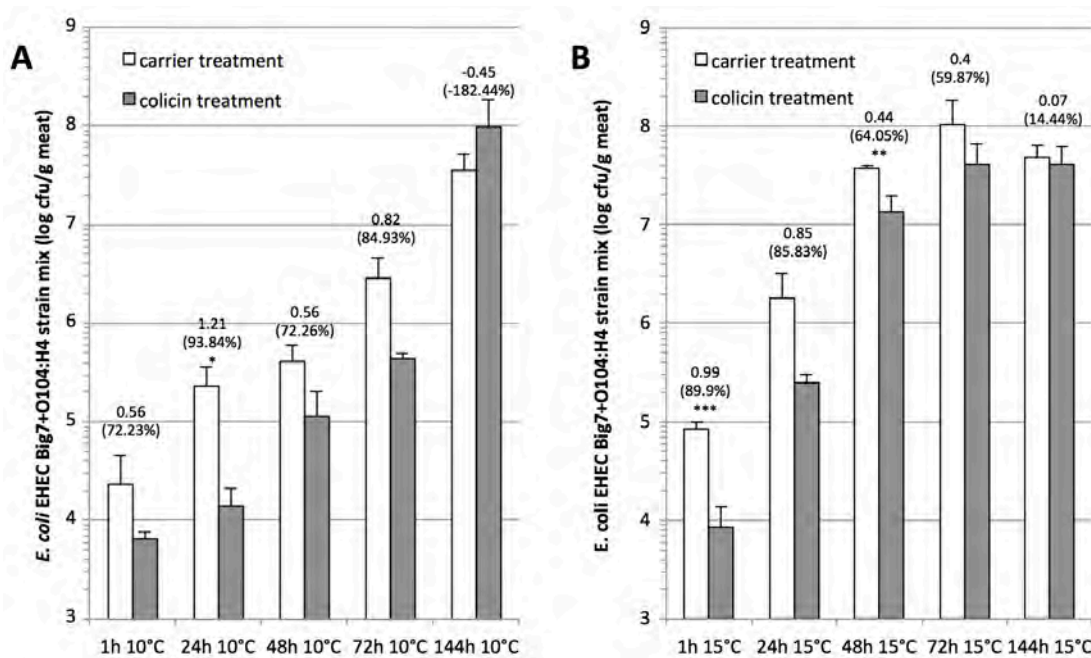 A
E. coli EHEC Big7+O104:H4 strain mix (log cfu/g meat)
9
8
7
6
5
4
3
carrier treatment
colicin treatment
0.56
(72.23%)
1.21
(93.84%)
*
0.56
(72.26%)
0.82
(84.93%)
-0.45
(-182.44%)
1h 10°C
24h 10°C
48h 10°C
72h 10°C
144h 10°C
B
E. coli EHEC Big7+O104:H4 strain mix (log cfu/g meat)
9
8
7
6
5
4
3
carrier treatment
colicin treatment
0.99
(89.9%)
***
0.85
(85.83%)
0.44
(64.05%)
**
0.4
(59.87%)
0.07
(14.44%)
1h 15°C
24h 15°C
48h 15°C
72h 15°C
144h 15°C